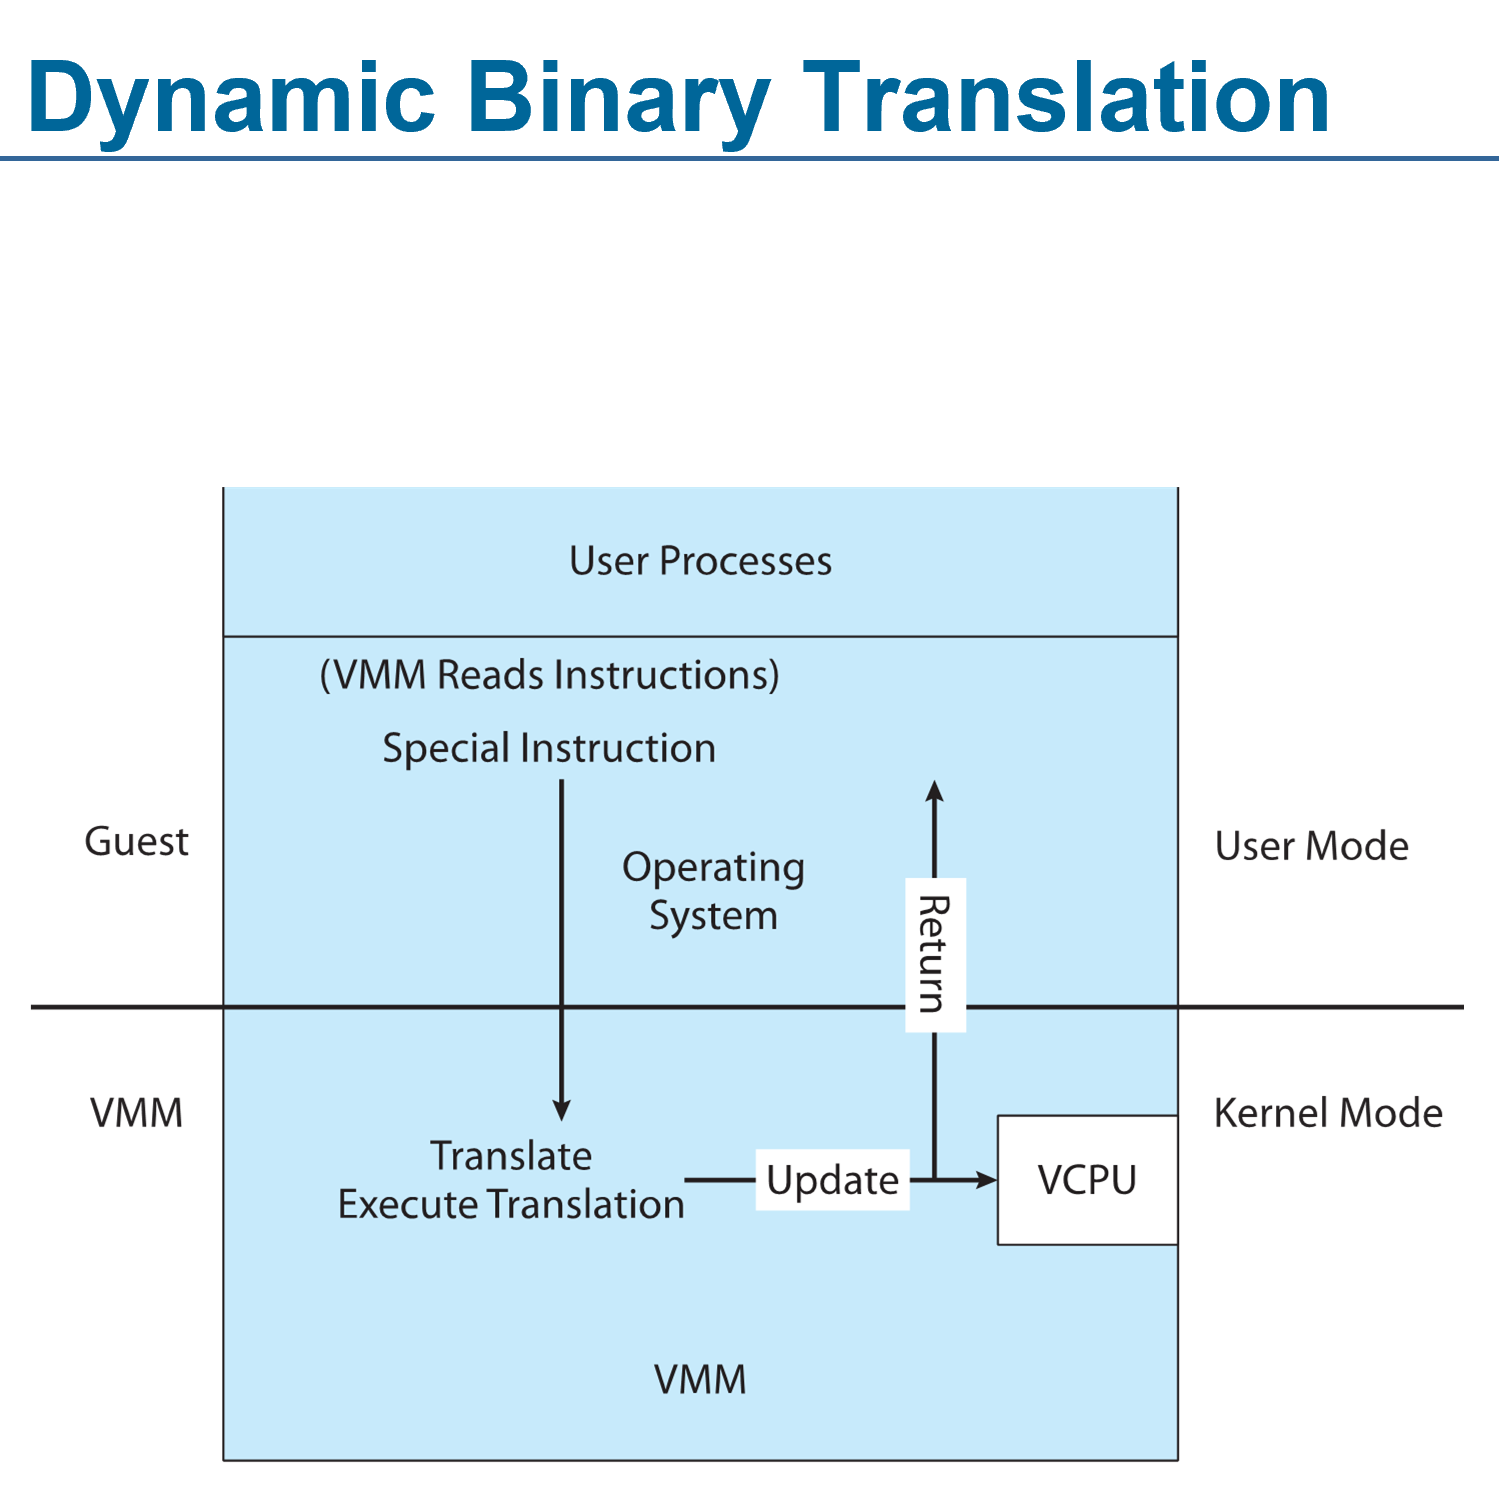 Dynamic Binary Translation
User Processes
(VMM Reads Instructions)
Special Instruction
Guest
Operating
System
User Mode
Return
VMM
Kernel Mode
Translate
Execute Translation
Update
VCPU
VMM